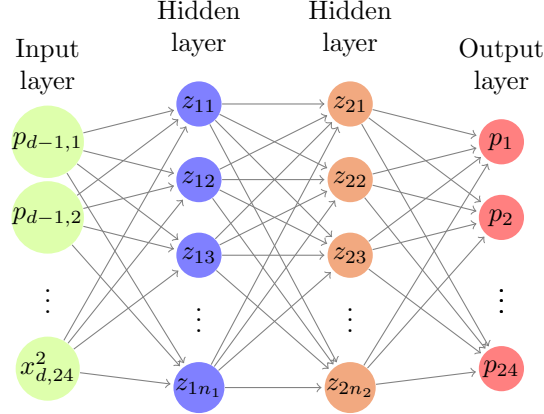 Input
layer
Hidden
layer
Hidden
layer
Output
layer
p_{d−1,1}
p_{d−1,2}
⋮
x^2_{d,24}
z_{11}
z_{12}
z_{13}
⋮
z_{1n_1}
z_{21}
z_{22}
z_{23}
⋮
z_{2n_2}
p_1
p_2
⋮
p_{24}